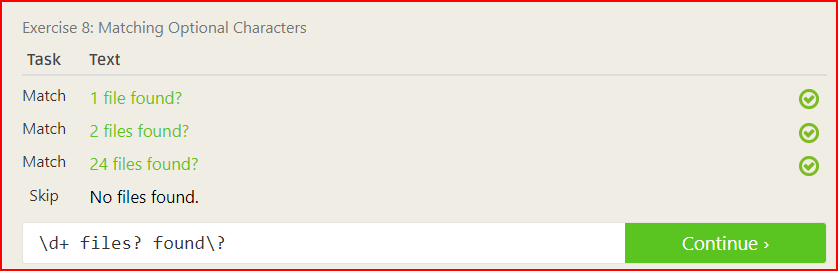 Exercise 8: Matching Optional Characters
Task Text
Match 1 file found?
Match 2 files found?
Match 24 files found?
Skip No files found.
\d+ files? found\? Continue ›